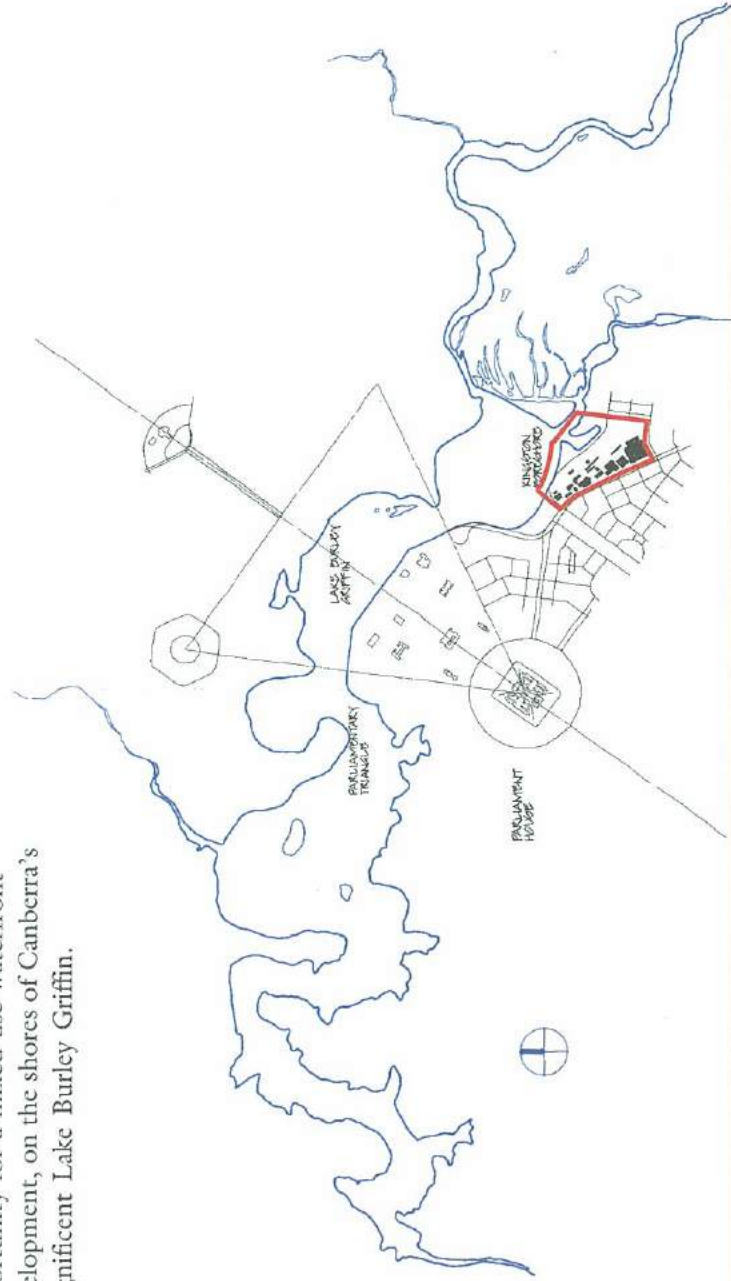 elopment, on the shores of Canberra's
gnificent Lake Burley Griffin.
LAKE BURLEY
GRIFFIN
PARLIAMENTARY
TRIANGLE
PARLIAMENT
HOUSE
KINGSTON
FORESHORE